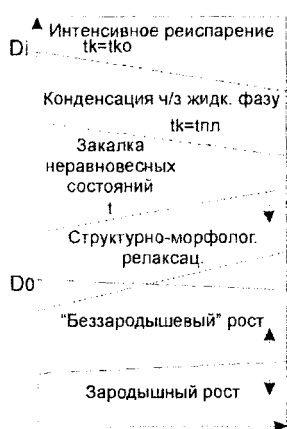 Интенсивное реиспарение
Di
tk=tko
Конденсация ч/з жидк. фазу
tk=tпл
Закалка
неравновесных
состояний
t
Структурно-морфолог.
релаксац.
Do
"Беззародышевый" рост
Зародышный рост